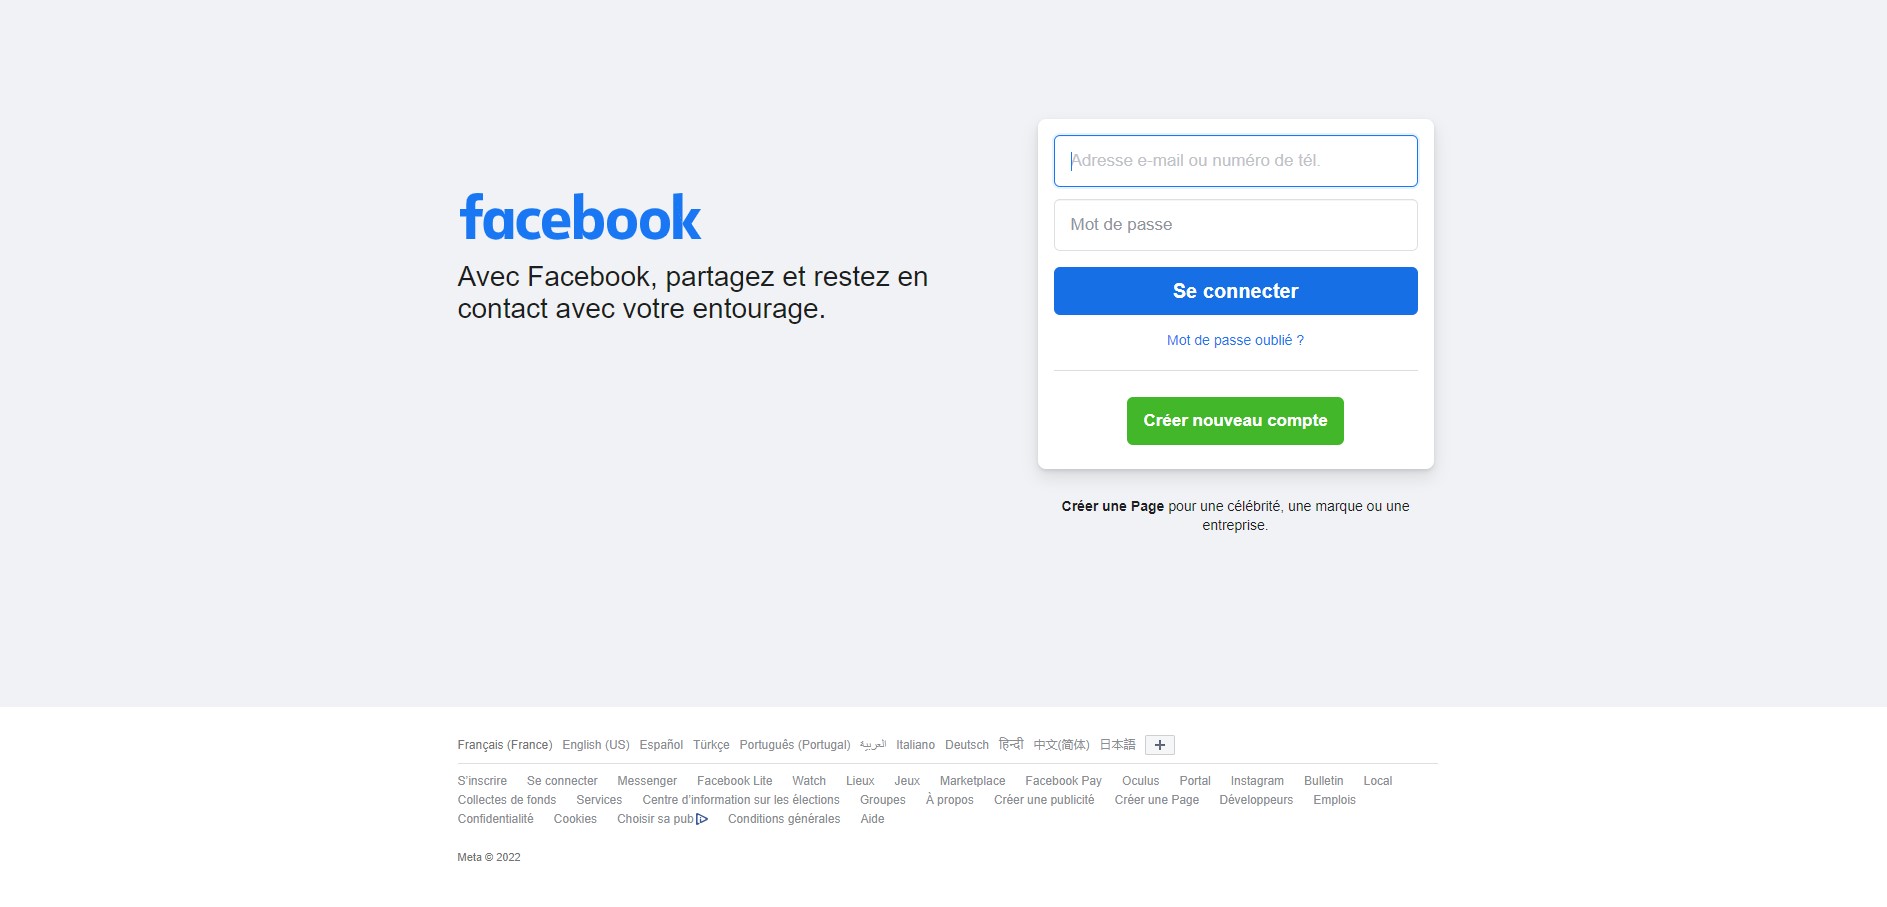 facebook
Avec Facebook, partagez et restez en
contact avec votre entourage.
Adresse e-mail ou numéro de tél.
Mot de passe
Se connecter
Mot de passe oublié ?
Créer nouveau compte
Créer une Page pour une célébrité, une marque ou une
entreprise.
Français (France) English (US) Español Türkçe Português (Portugal) العربية Italiano Deutsch हिन्दी 中文(简体) 日本語 +
S’inscrire Se connecter Messenger Facebook Lite Watch Lieux Jeux Marketplace Facebook Pay Oculus Portal Instagram Bulletin Local
Collectes de fonds Services Centre d’information sur les élections Groupes À propos Créer une publicité Créer une Page Développeurs Emplois
Confidentialité Cookies Choisir sa pub Conditions générales Aide
Meta © 2022